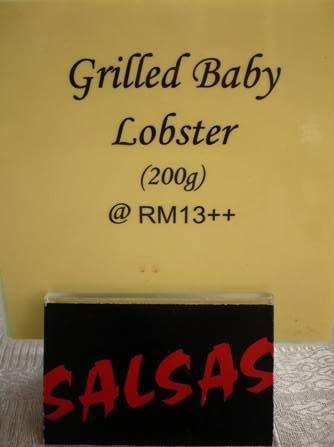 Grilled Baby
Lobster
(200g)
@ RM13++
SALSAS